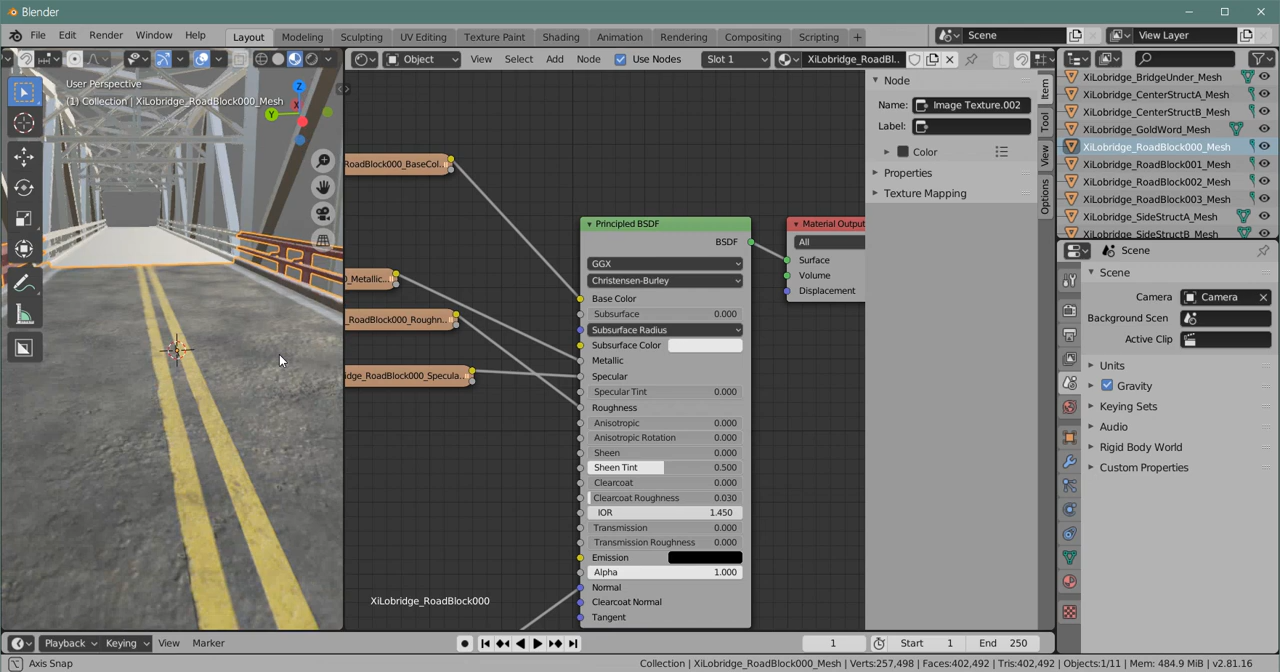 Blender
File Edit Render Window Help
Layout Modeling Sculpting UV Editing Texture Paint Shading Animation Rendering Compositing Scripting +
Scene
View Layer
Object View Select Add Node Use Nodes Slot 1 XiLobridge_RoadBl..
User Perspective
(1) Collection | XiLobridge_RoadBlock000_Mesh
Z
X
Y
RoadBlock000_BaseCol..
0_Metallic..
_RoadBlock000_Roughn..
idge_RoadBlock000_Specula..
Principled BSDF
BSDF
GGX
Christensen-Burley
Base Color
Subsurface 0.000
Subsurface Radius
Subsurface Color
Metallic
Specular
Specular Tint 0.000
Roughness
Anisotropic 0.000
Anisotropic Rotation 0.000
Sheen 0.000
Sheen Tint 0.500
Clearcoat 0.000
Clearcoat Roughness 0.030
IOR 1.450
Transmission 0.000
Transmission Roughness 0.000
Emission
Alpha 1.000
Normal
Clearcoat Normal
Tangent
Material Output
All
Surface
Volume
Displacement
XiLobridge_RoadBlock000
Node
Name: Image Texture.002
Label:
Color
Properties
Texture Mapping
Item
Tool
View
Options
XiLobridge_BridgeUnder_Mesh
XiLobridge_CenterStructA_Mesh
XiLobridge_CenterStructB_Mesh
XiLobridge_GoldWord_Mesh
XiLobridge_RoadBlock000_Mesh
XiLobridge_RoadBlock001_Mesh
XiLobridge_RoadBlock002_Mesh
XiLobridge_RoadBlock003_Mesh
XiLobridge_SideStructA_Mesh
XiLobridge_SideStructB_Mesh
Scene
Scene
Camera Camera
Background Scen
Active Clip
Units
Gravity
Keying Sets
Audio
Rigid Body World
Custom Properties
Playback Keying View Marker
1 Start 1 End 250
Axis Snap
Collection | XiLobridge_RoadBlock000_Mesh | Verts:257,498 | Faces:402,492 | Tris:402,492 | Objects:1/11 | Mem: 484.9 MiB | v2.81.16